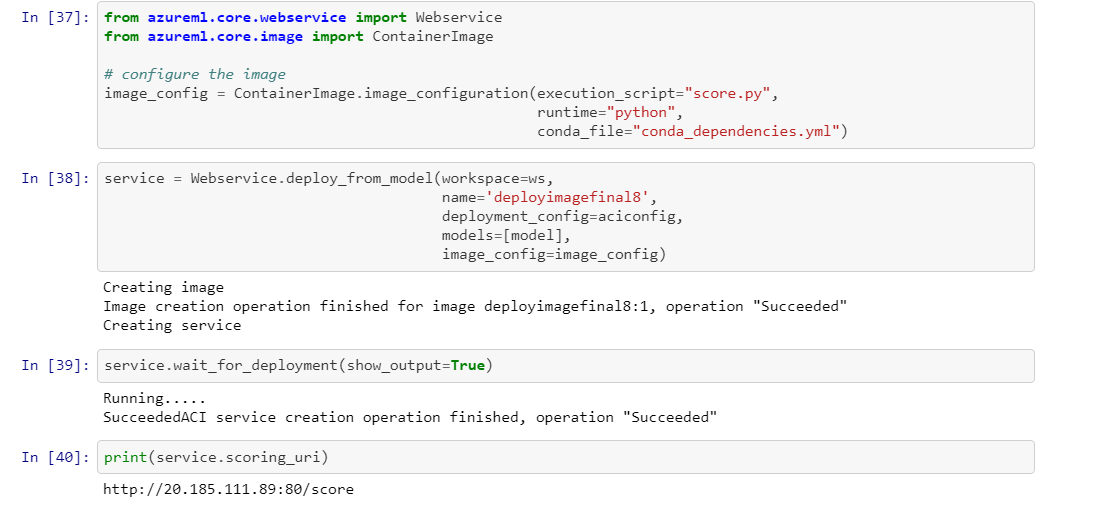 In [37]: from azureml.core.webservice import Webservice
from azureml.core.image import ContainerImage
# configure the image
image_config = ContainerImage.image_configuration(execution_script="score.py",
runtime="python",
conda_file="conda_dependencies.yml")
In [38]: service = Webservice.deploy_from_model(workspace=ws,
name='deployimagefinal8',
deployment_config=aciconfig,
models=[model],
image_config=image_config)
Creating image
Image creation operation finished for image deployimagefinal8:1, operation "Succeeded"
Creating service
In [39]: service.wait_for_deployment(show_output=True)
Running.....
SucceededACI service creation operation finished, operation "Succeeded"
In [40]: print(service.scoring_uri)
http://20.185.111.89:80/score